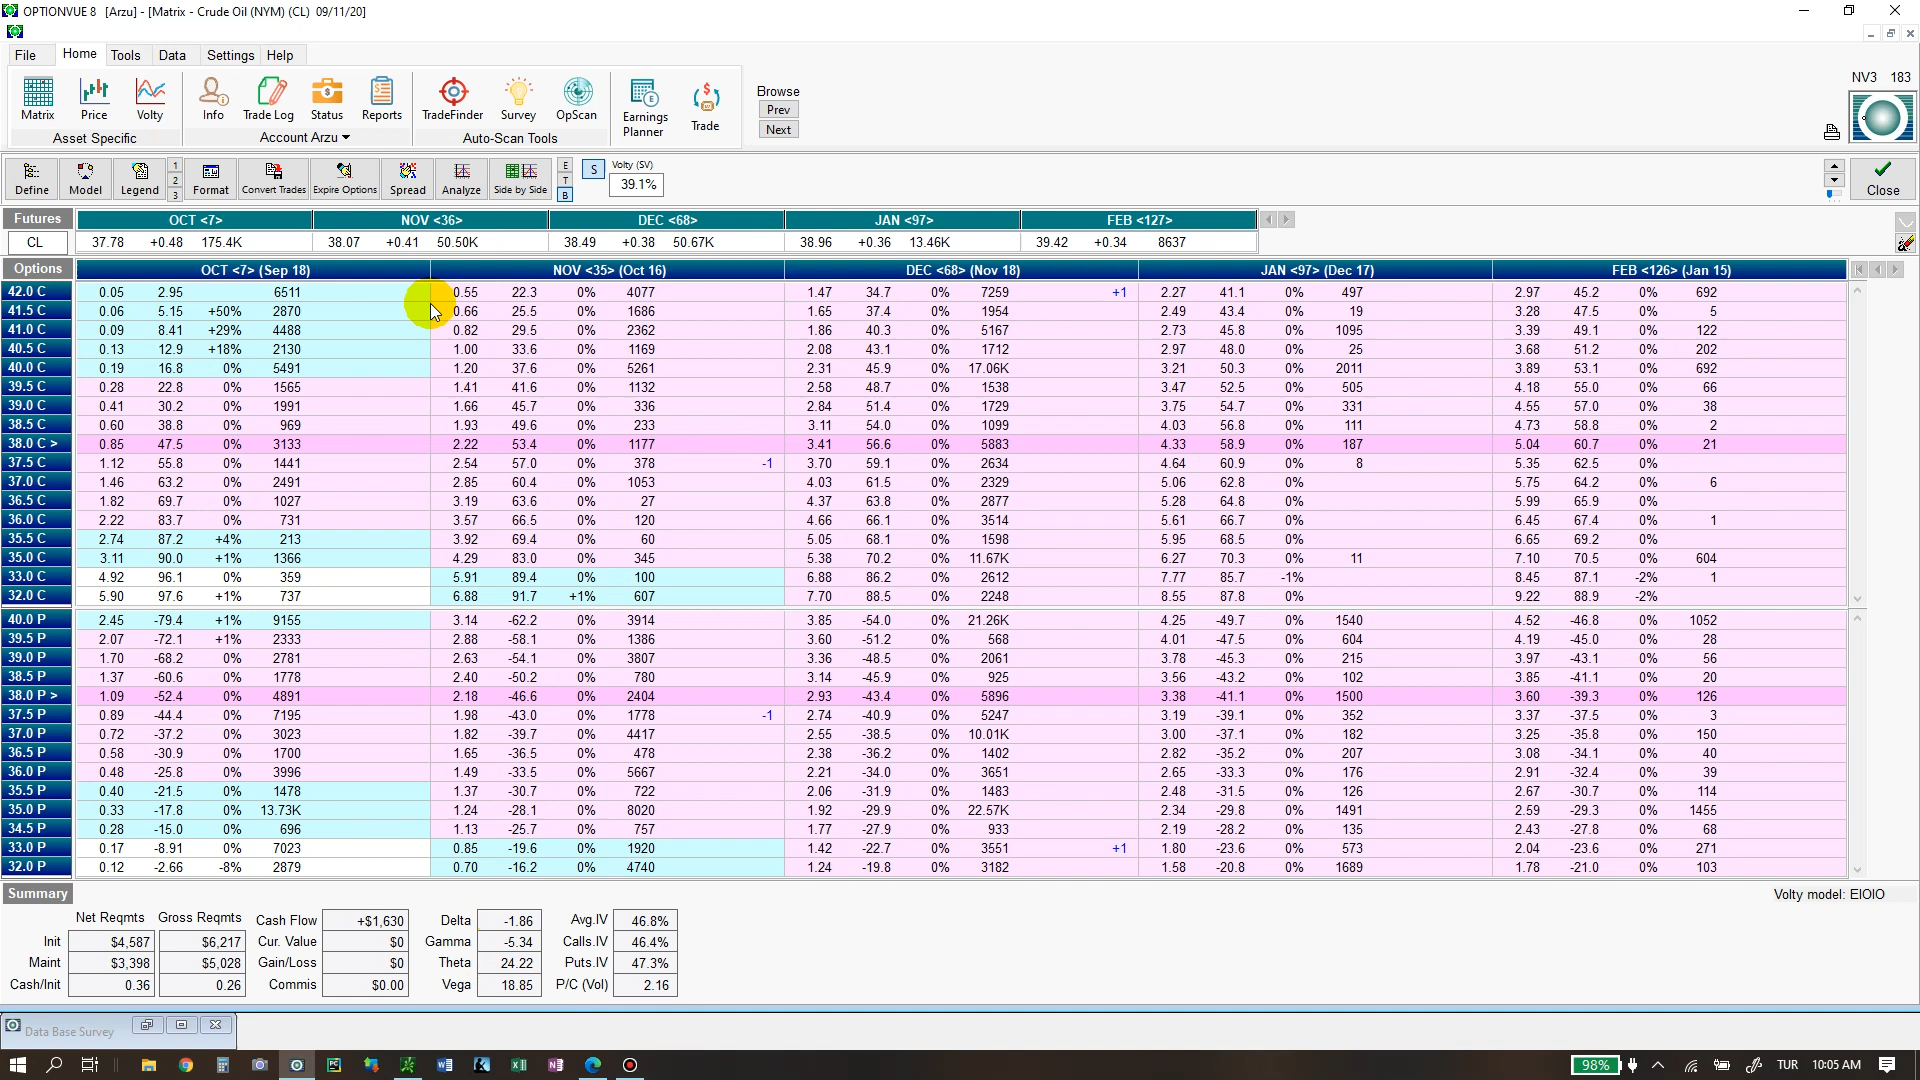 OPTIONVUE 8 [Arzu] - [Matrix - Crude Oil (NYM) (CL) 09/11/20]
File Home Tools Data Settings Help
Matrix Price Volty Info Trade Log Status Reports TradeFinder Survey OpScan Earnings Planner Trade
Asset Specific Account Arzu Auto-Scan Tools
Browse
Prev
Next
NV3 183
Define Model Legend 1 2 3 Format Convert Trades Expire Options Spread Analyze Side by Side E T B S Volty (SV) 39.1% Close
Futures OCT <7> NOV <36> DEC <68> JAN <97> FEB <127>
CL 37.78 +0.48 175.4K 38.07 +0.41 50.50K 38.49 +0.38 50.67K 38.96 +0.36 13.46K 39.42 +0.34 8637
Options OCT <7> (Sep 18) NOV <35> (Oct 16) DEC <68> (Nov 18) JAN <97> (Dec 17) FEB <126> (Jan 15)
42.0 C 0.05 2.95 6511 0.55 22.3 0% 4077 1.47 34.7 0% 7259 +1 2.27 41.1 0% 497 2.97 45.2 0% 692
41.5 C 0.06 5.15 +50% 2870 0.66 25.5 0% 1686 1.65 37.4 0% 1954 2.49 43.4 0% 19 3.28 47.5 0% 5
41.0 C 0.09 8.41 +29% 4488 0.82 29.5 0% 2362 1.86 40.3 0% 5167 2.73 45.8 0% 1095 3.39 49.1 0% 122
40.5 C 0.13 12.9 +18% 2130 1.00 33.6 0% 1169 2.08 43.1 0% 1712 2.97 48.0 0% 25 3.68 51.2 0% 202
40.0 C 0.19 16.8 0% 5491 1.20 37.6 0% 5261 2.31 45.9 0% 17.06K 3.21 50.3 0% 2011 3.89 53.1 0% 692
39.5 C 0.28 22.8 0% 1565 1.41 41.6 0% 1132 2.58 48.7 0% 1538 3.47 52.5 0% 505 4.18 55.0 0% 66
39.0 C 0.41 30.2 0% 1991 1.66 45.7 0% 336 2.84 51.4 0% 1729 3.75 54.7 0% 331 4.55 57.0 0% 38
38.5 C 0.60 38.8 0% 969 1.93 49.6 0% 233 3.11 54.0 0% 1099 4.03 56.8 0% 111 4.73 58.8 0% 2
38.0 C > 0.85 47.5 0% 3133 2.22 53.4 0% 1177 3.41 56.6 0% 5883 4.33 58.9 0% 187 5.04 60.7 0% 21
37.5 C 1.12 55.8 0% 1441 2.54 57.0 0% 378 -1 3.70 59.1 0% 2634 4.64 60.9 0% 8 5.35 62.5 0%
37.0 C 1.46 63.2 0% 2491 2.85 60.4 0% 1053 4.03 61.5 0% 2329 5.06 62.8 0% 5.75 64.2 0% 6
36.5 C 1.82 69.7 0% 1027 3.19 63.6 0% 27 4.37 63.8 0% 2877 5.28 64.8 0% 5.99 65.9 0%
36.0 C 2.22 83.7 0% 731 3.57 66.5 0% 120 4.66 66.1 0% 3514 5.61 66.7 0% 6.45 67.4 0% 1
35.5 C 2.74 87.2 +4% 213 3.92 69.4 0% 60 5.05 68.1 0% 1598 5.95 68.5 0% 6.65 69.2 0%
35.0 C 3.11 90.0 +1% 1366 4.29 83.0 0% 345 5.38 70.2 0% 11.67K 6.27 70.3 0% 11 7.10 70.5 0% 604
33.0 C 4.92 96.1 0% 359 5.91 89.4 0% 100 6.88 86.2 0% 2612 7.77 85.7 -1% 8.45 87.1 -2% 1
32.0 C 5.90 97.6 +1% 737 6.88 91.7 +1% 607 7.70 88.5 0% 2248 8.55 87.8 0% 9.22 88.9 -2%
40.0 P 2.45 -79.4 +1% 9155 3.14 -62.2 0% 3914 3.85 -54.0 0% 21.26K 4.25 -49.7 0% 1540 4.52 -46.8 0% 1052
39.5 P 2.07 -72.1 +1% 2333 2.88 -58.1 0% 1386 3.60 -51.2 0% 568 4.01 -47.5 0% 604 4.19 -45.0 0% 28
39.0 P 1.70 -68.2 0% 2781 2.63 -54.1 0% 3807 3.36 -48.5 0% 2061 3.78 -45.3 0% 215 3.97 -43.1 0% 56
38.5 P 1.37 -60.6 0% 1778 2.40 -50.2 0% 780 3.14 -45.9 0% 925 3.56 -43.2 0% 102 3.85 -41.1 0% 20
38.0 P > 1.09 -52.4 0% 4891 2.18 -46.6 0% 2404 2.93 -43.4 0% 5896 3.38 -41.1 0% 1500 3.60 -39.3 0% 126
37.5 P 0.89 -44.4 0% 7195 1.98 -43.0 0% 1778 -1 2.74 -40.9 0% 5247 3.19 -39.1 0% 352 3.37 -37.5 0% 3
37.0 P 0.72 -37.2 0% 3023 1.82 -39.7 0% 4417 2.55 -38.5 0% 10.01K 3.00 -37.1 0% 182 3.25 -35.8 0% 150
36.5 P 0.58 -30.9 0% 1700 1.65 -36.5 0% 478 2.38 -36.2 0% 1402 2.82 -35.2 0% 207 3.08 -34.1 0% 40
36.0 P 0.48 -25.8 0% 3996 1.49 -33.5 0% 5667 2.21 -34.0 0% 3651 2.65 -33.3 0% 176 2.91 -32.4 0% 39
35.5 P 0.40 -21.5 0% 1478 1.37 -30.7 0% 722 2.06 -31.9 0% 1483 2.48 -31.5 0% 126 2.67 -30.7 0% 114
35.0 P 0.33 -17.8 0% 13.73K 1.24 -28.1 0% 8020 1.92 -29.9 0% 22.57K 2.34 -29.8 0% 1491 2.59 -29.3 0% 1455
34.5 P 0.28 -15.0 0% 696 1.13 -25.7 0% 757 1.77 -27.9 0% 933 2.19 -28.2 0% 135 2.43 -27.8 0% 68
33.0 P 0.17 -8.91 0% 7023 0.85 -19.6 0% 1920 1.42 -22.7 0% 3551 +1 1.80 -23.6 0% 573 2.04 -23.6 0% 271
32.0 P 0.12 -2.66 -8% 2879 0.70 -16.2 0% 4740 1.24 -19.8 0% 3182 1.58 -20.8 0% 1689 1.78 -21.0 0% 103
Summary Volty model: EIOIO
Net Reqmts Gross Reqmts Cash Flow +$1,630 Delta -1.86 Avg.IV 46.8%
Init $4,587 $6,217 Cur. Value $0 Gamma -5.34 Calls.IV 46.4%
Maint $3,398 $5,028 Gain/Loss $0 Theta 24.22 Puts.IV 47.3%
Cash/Init 0.36 0.26 Commis $0.00 Vega 18.85 P/C (Vol) 2.16
Data Base Survey
98% TUR 10:05 AM